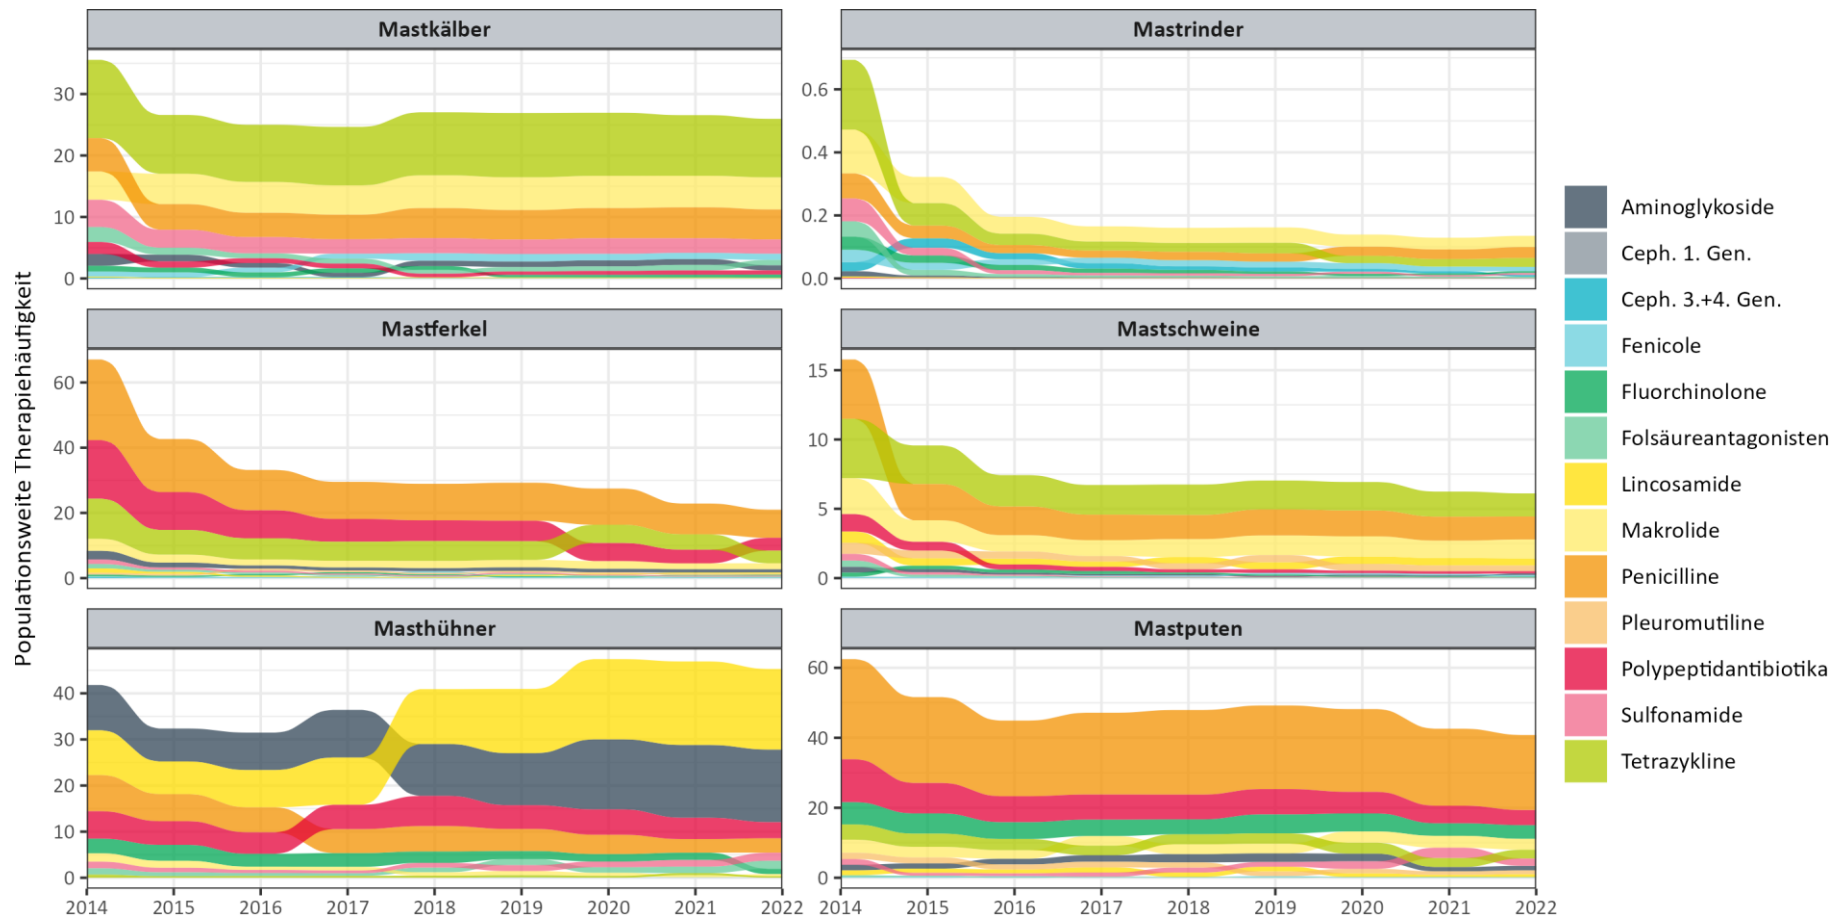 Populationsweite Therapiehäufigkeit
Mastkälber
30
20
10
0
Mastrinder
0.6
0.4
0.2
0.0
Mastferkel
60
40
20
0
Mastschweine
15
10
5
0
Masthühner
40
30
20
10
0
2014 2015 2016 2017 2018 2019 2020 2021 2022
Mastputen
60
40
20
0
2014 2015 2016 2017 2018 2019 2020 2021 2022
Aminoglykoside
Ceph. 1. Gen.
Ceph. 3.+4. Gen.
Fenicole
Fluorchinolone
Folsäureantagonisten
Lincosamide
Makrolide
Penicilline
Pleuromutiline
Polypeptidantibiotika
Sulfonamide
Tetrazykline